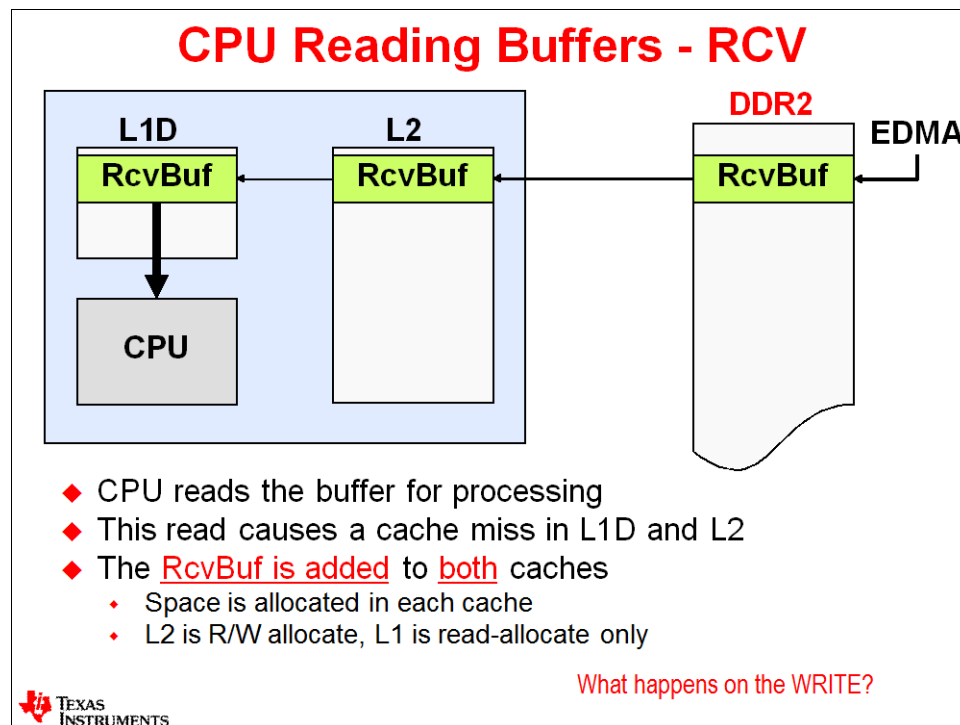 CPU Reading Buffers - RCV
DDR2
L1D
L2
EDMA
RcvBuf
RcvBuf
RcvBuf
CPU
◆ CPU reads the buffer for processing
◆ This read causes a cache miss in L1D and L2
◆ The RcvBuf is added to both caches
◆ Space is allocated in each cache
◆ L2 is R/W allocate, L1 is read-allocate only
What happens on the WRITE?
TEXAS
INSTRUMENTS